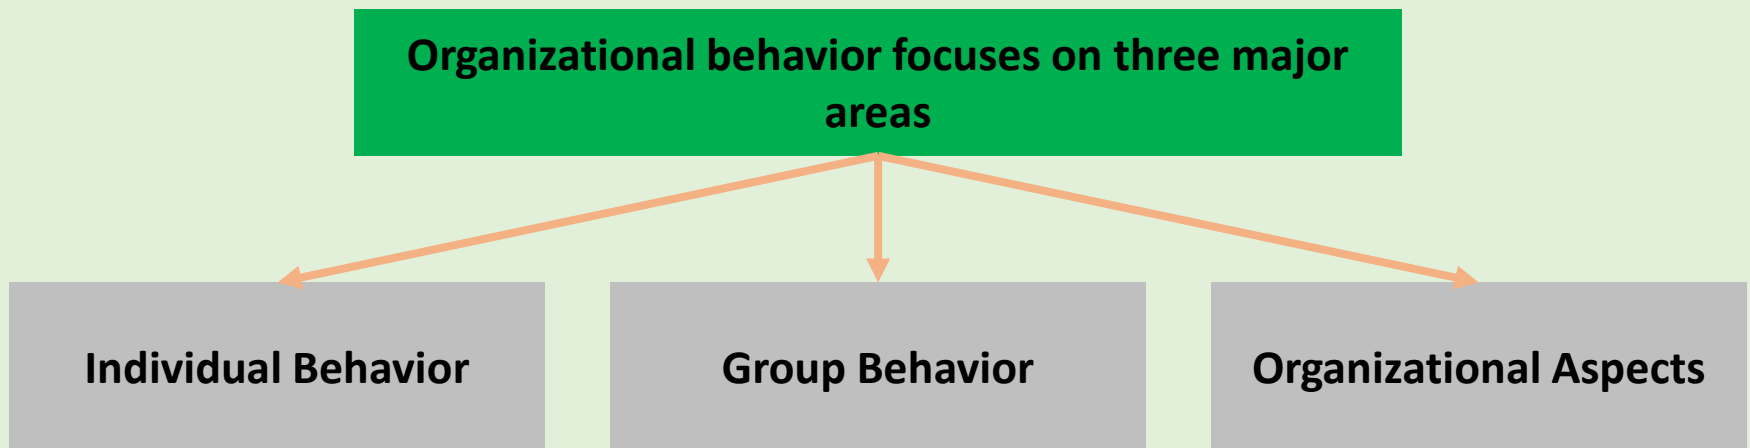 Organizational behavior focuses on three major
areas
Individual Behavior
Group Behavior
Organizational Aspects